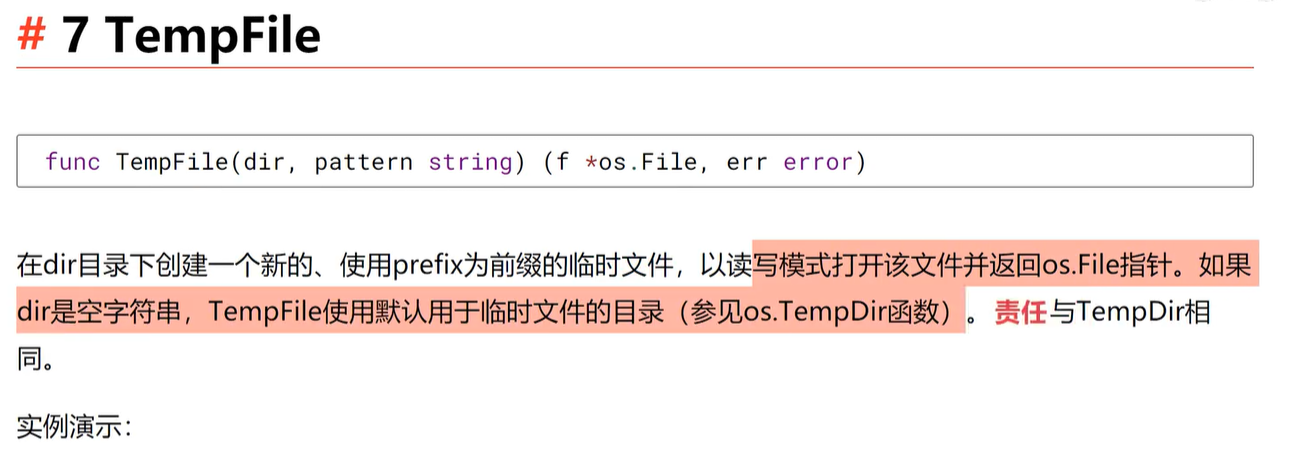 # 7 TempFile
func TempFile(dir, pattern string) (f *os.File, err error)
在dir目录下创建一个新的、使用prefix为前缀的临时文件，以读写模式打开该文件并返回os.File指针。如果
dir是空字符串，TempFile使用默认用于临时文件的目录（参见os.TempDir函数）。责任与TempDir相
同。
实例演示：